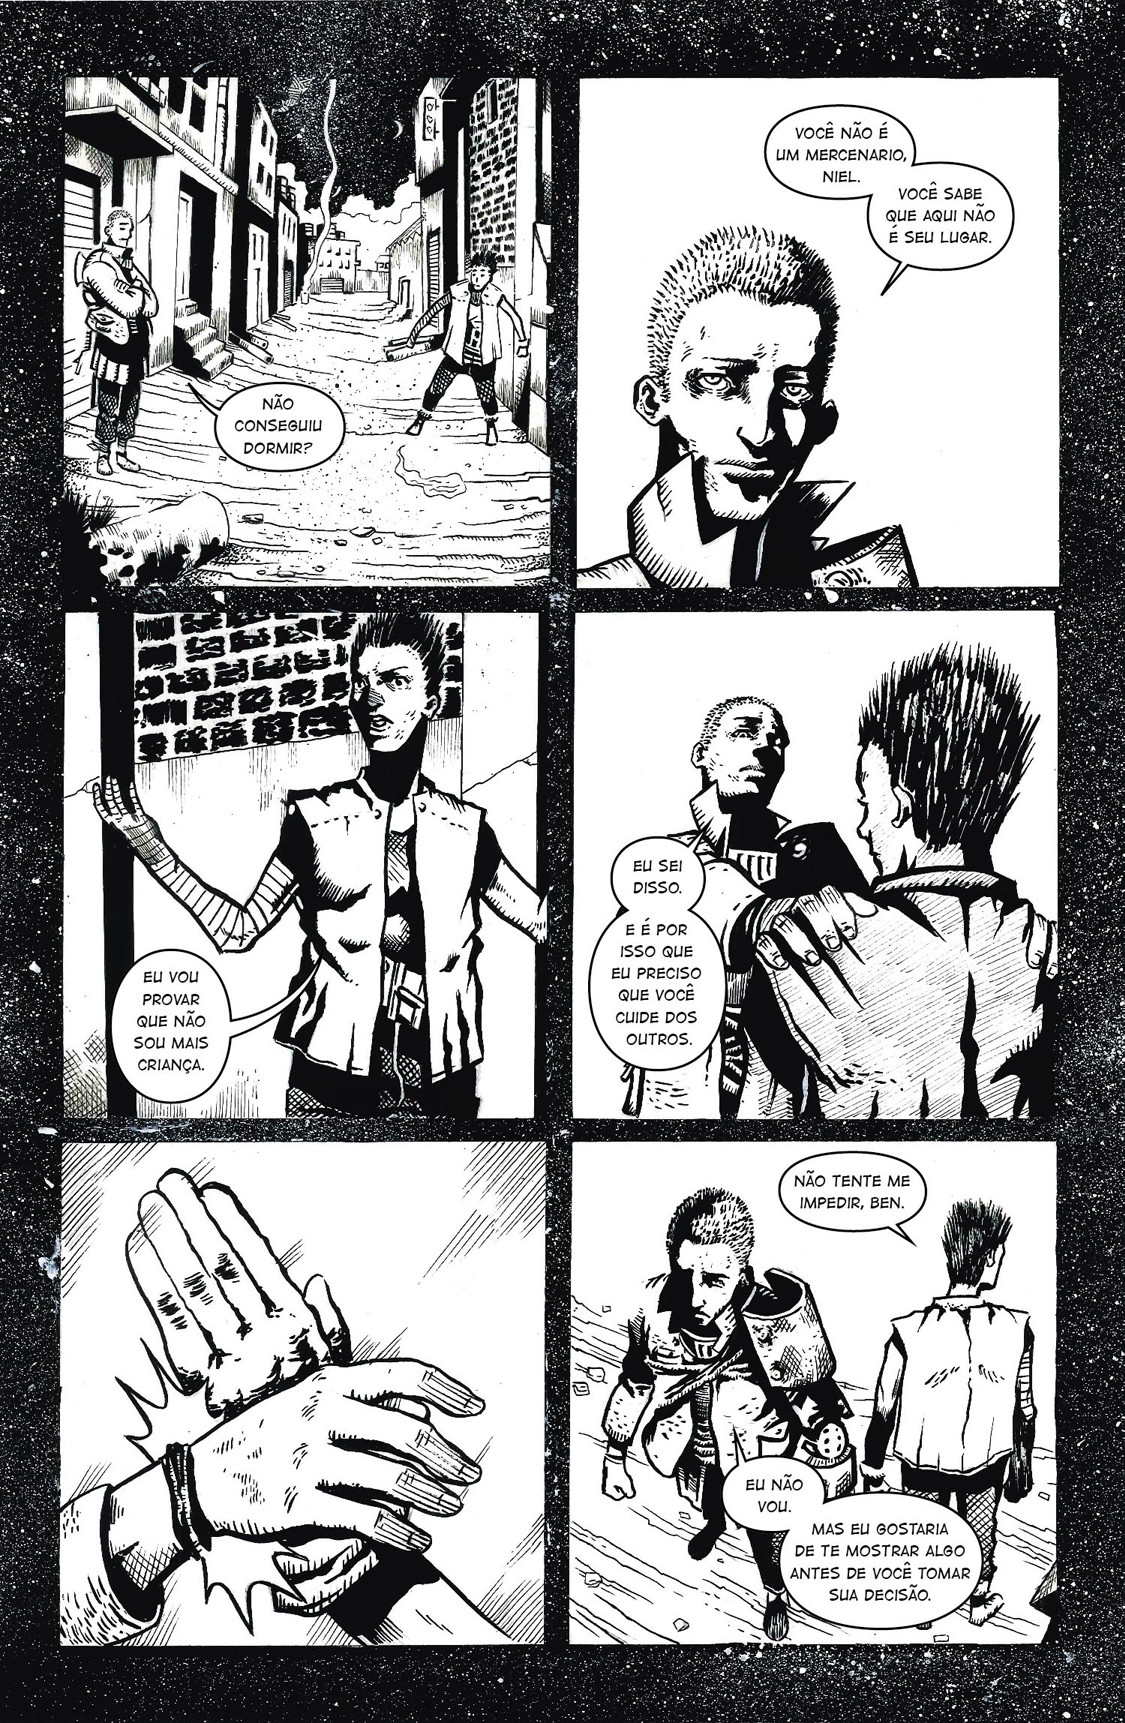 NÃO
CONSEGUIU
DORMIR?
VOCÊ NÃO É
UM MERCENARIO,
NIEL.
VOCÊ SABE
QUE AQUI NÃO
É SEU LUGAR.
EU VOU
PROVAR
QUE NÃO
SOU MAIS
CRIANÇA.
EU SEI
DISSO.
E É POR
ISSO QUE
EU PRECISO
QUE VOCÊ
CUIDE DOS
OUTROS.
NÃO TENTE ME
IMPEDIR, BEN.
EU NÃO
VOU.
MAS EU GOSTARIA
DE TE MOSTRAR ALGO
ANTES DE VOCÊ TOMAR
SUA DECISÃO.